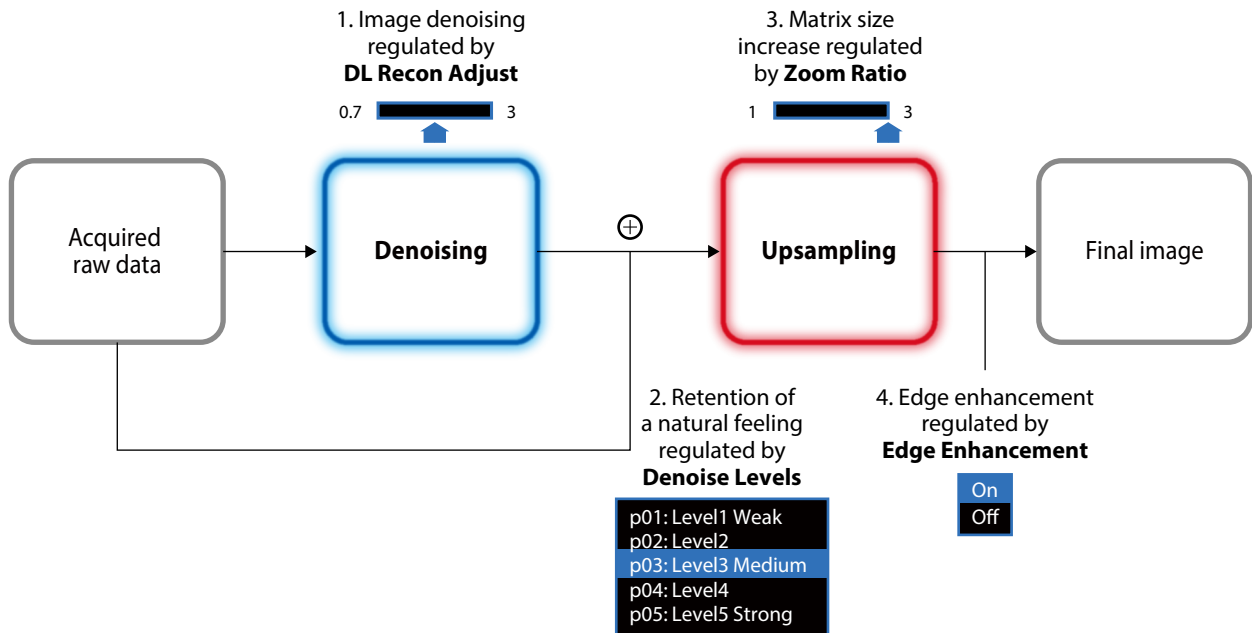 1. Image denoising
regulated by
DL Recon Adjust
0.7
3
3. Matrix size
increase regulated
by Zoom Ratio
1
3
Acquired
raw data
Denoising
Upsampling
Final image
2. Retention of
a natural feeling
regulated by
Denoise Levels
p01: Level1 Weak
p02: Level2
p03: Level3 Medium
p04: Level4
p05: Level5 Strong
4. Edge enhancement
regulated by
Edge Enhancement
On
Off